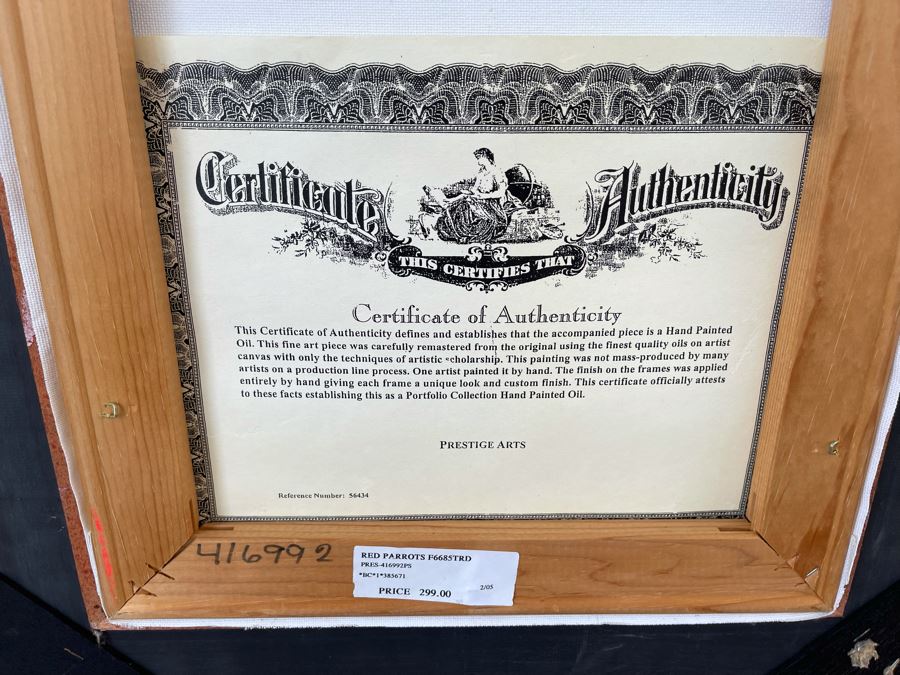 Certificate Authenticity
THIS CERTIFIES THAT
Certificate of Authenticity
This Certificate of Authenticity defines and establishes that the accompanied piece is a Hand Painted
Oil. This fine art piece was carefully remastered from the original using the finest quality oils on artist
canvas with only the techniques of artistic scholarship. This painting was not mass-produced by many
artists on a production line process. One artist painted it by hand. The finish on the frames was applied
entirely by hand giving each frame a unique look and custom finish. This certificate officially attests
to these facts establishing this as a Portfolio Collection Hand Painted Oil.
PRESTIGE ARTS
Reference Number: 56434
416992
RED PARROTS F6685TRD
PRES-416992PS
*BC*1*385671
2/05
PRICE 299.00